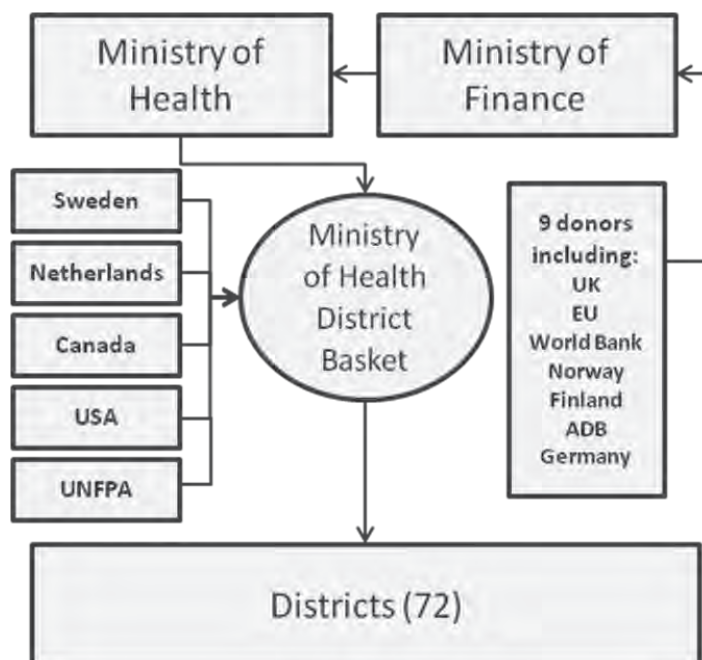 Ministry of
Health
Ministry of
Finance
Sweden
Netherlands
Canada
USA
UNFPA
Ministry
of Health
District
Basket
9 donors
including:
UK
EU
World Bank
Norway
Finland
ADB
Germany
Districts (72)